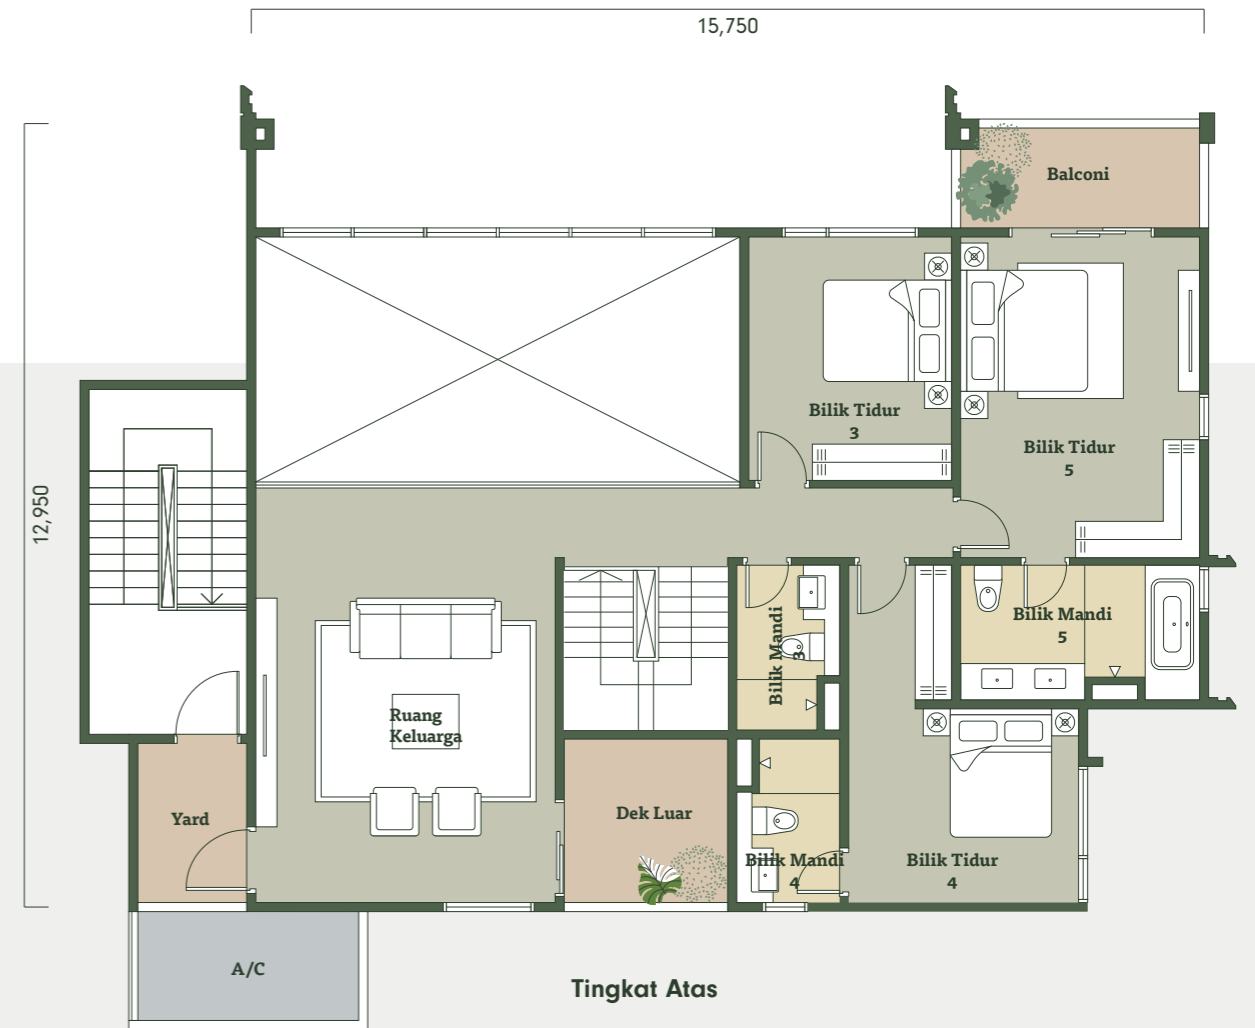 15,750
12,950
Balconi
Bilik Tidur
3
Bilik Tidur
5
Bilik Mandi
3
Bilik Mandi
5
Ruang
Keluarga
Yard
Dek Luar
Bilik Mandi
4
Bilik Tidur
4
A/C
Tingkat Atas